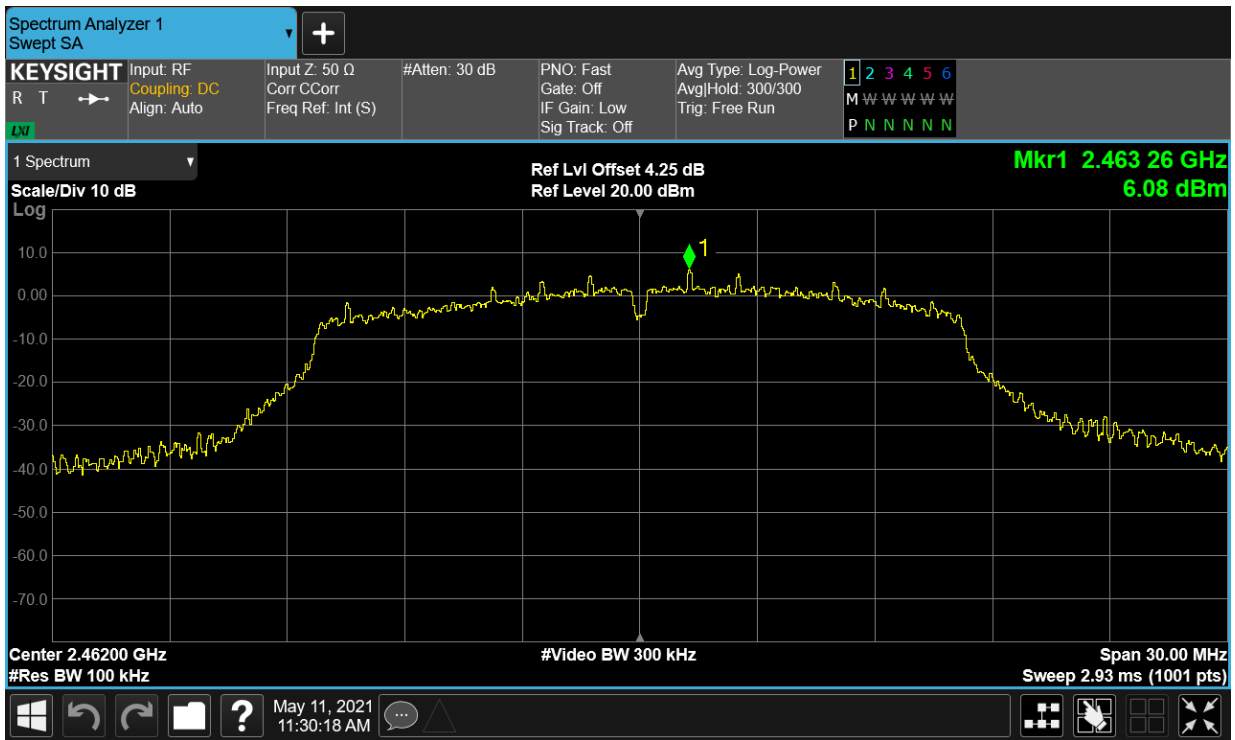 Spectrum Analyzer 1
Swept SA
KEYSIGHT
R T
LXI
Input: RF
Coupling: DC
Align: Auto
Input Z: 50 Ω
Corr CCorr
Freq Ref: Int (S)
#Atten: 30 dB
PNO: Fast
Gate: Off
IF Gain: Low
Sig Track: Off
Avg Type: Log-Power
Avg|Hold: 300/300
Trig: Free Run
1 2 3 4 5 6
M W W W W W
P N N N N N
1 Spectrum
Scale/Div 10 dB
Log
Ref Lvl Offset 4.25 dB
Ref Level 20.00 dBm
Mkr1 2.463 26 GHz
6.08 dBm
1
10.0
0.00
-10.0
-20.0
-30.0
-40.0
-50.0
-60.0
-70.0
Center 2.46200 GHz
#Res BW 100 kHz
#Video BW 300 kHz
Span 30.00 MHz
Sweep 2.93 ms (1001 pts)
?
May 11, 2021
11:30:18 AM